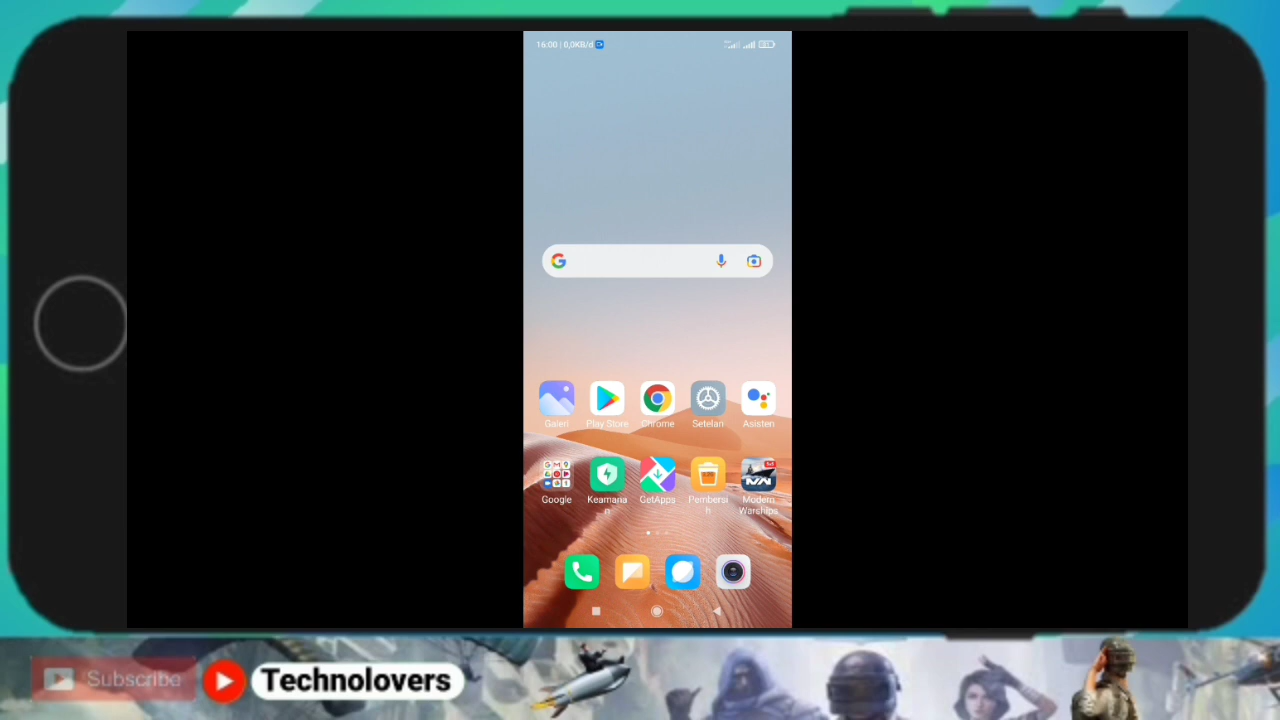 16:00 | 0,0KB/d
Galeri
Play Store
Chrome
Setelan
Asisten
Google
Keamana
n
GetApps
Pembersi
h
Modern
Warships
Subscribe
Technolovers